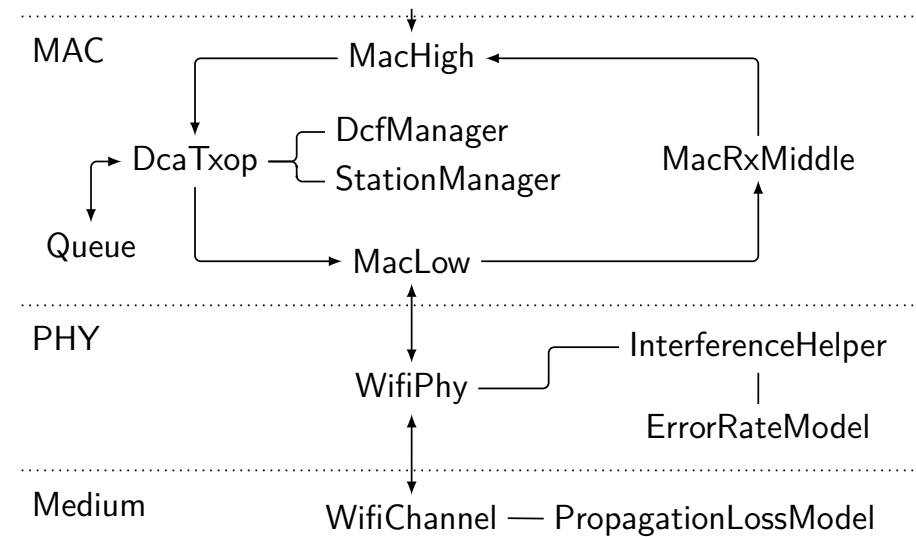 MAC
MacHigh
DcfManager
DcaTxop
MacRxMiddle
StationManager
Queue
MacLow
PHY
InterferenceHelper
WifiPhy
ErrorRateModel
Medium
WifiChannel
PropagationLossModel